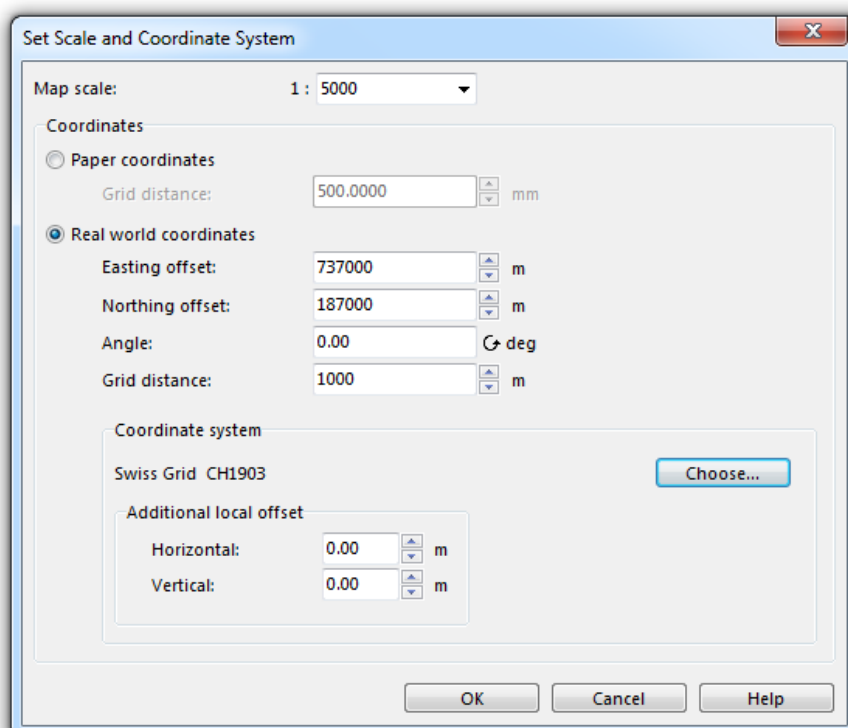 Set Scale and Coordinate System
Map scale: 1 : 5000
Coordinates
Paper coordinates
Grid distance: 500.0000 mm
Real world coordinates
Easting offset: 737000 m
Northing offset: 187000 m
Angle: 0.00 deg
Grid distance: 1000 m
Coordinate system
Swiss Grid CH1903 Choose...
Additional local offset
Horizontal: 0.00 m
Vertical: 0.00 m
OK Cancel Help